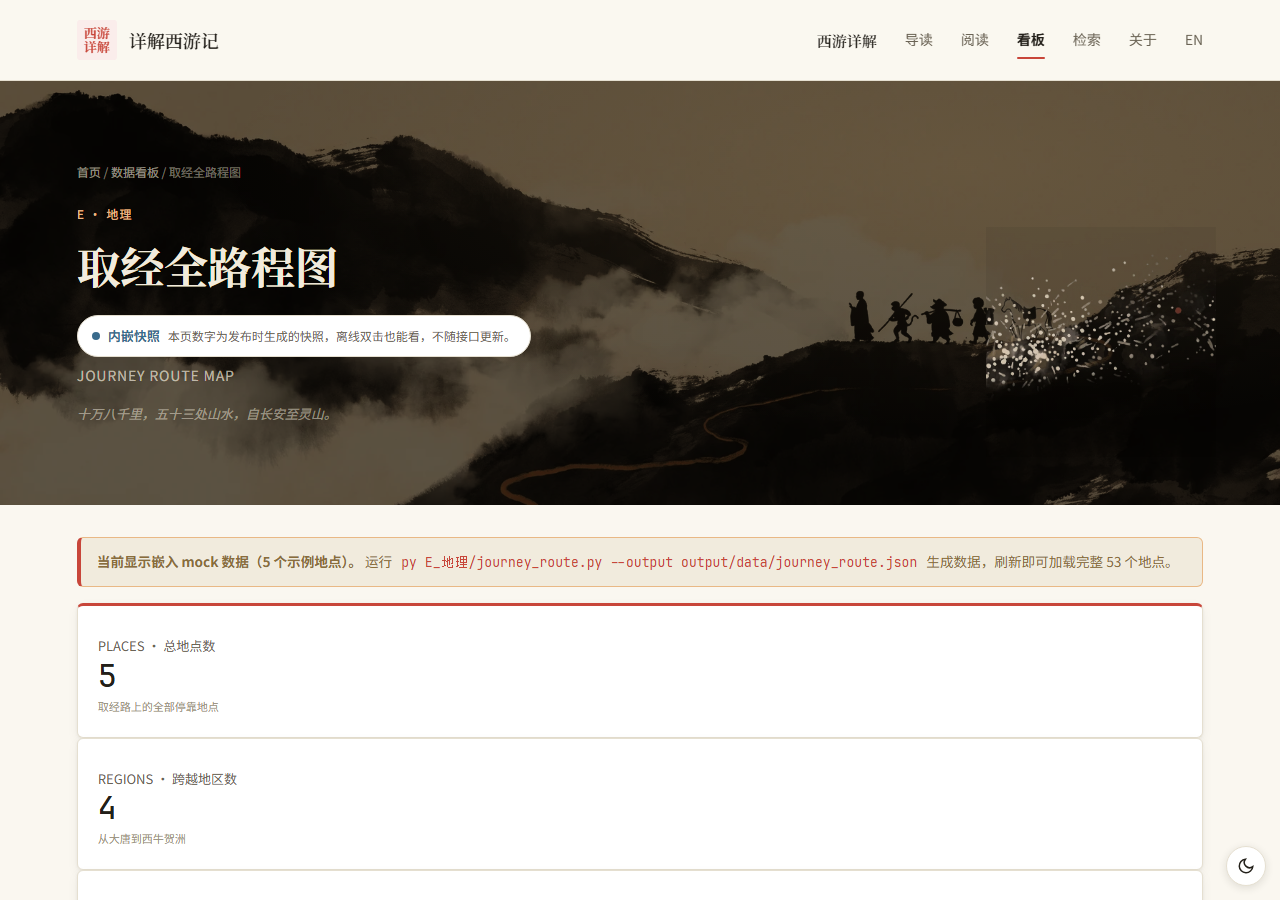 西游
详解
详解西游记
西游详解 导读 阅读 看板 检索 关于 EN
首页 / 数据看板 / 取经全路程图
E · 地理
取经全路程图
内嵌快照 本页数字为发布时生成的快照，离线双击也能看，不随接口更新。
JOURNEY ROUTE MAP
十万八千里，五十三处山水，自长安至灵山。
当前显示嵌入 mock 数据（5 个示例地点）。 运行 py E_地理/journey_route.py --output output/data/journey_route.json 生成数据，刷新即可加载完整 53 个地点。
PLACES · 总地点数
5
取经路上的全部停靠地点
REGIONS · 跨越地区数
4
从大唐到西牛贺洲